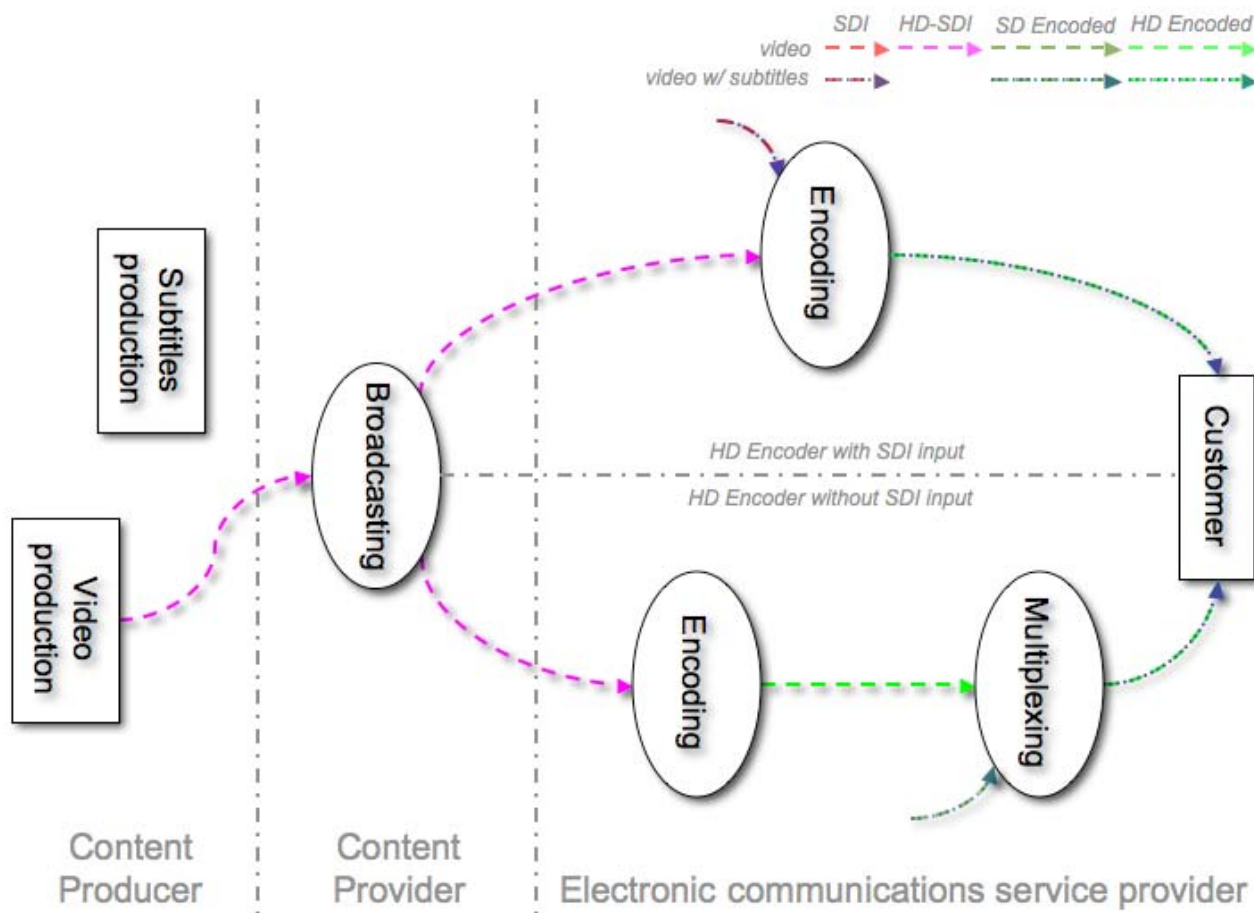 SDI HD-SDI SD Encoded HD Encoded
video
video w/ subtitles
Encoding
Subtitles
production
Broadcasting
HD Encoder with SDI input
HD Encoder without SDI input
Customer
Video
production
Encoding
Multiplexing
Content
Producer
Content
Provider
Electronic communications service provider